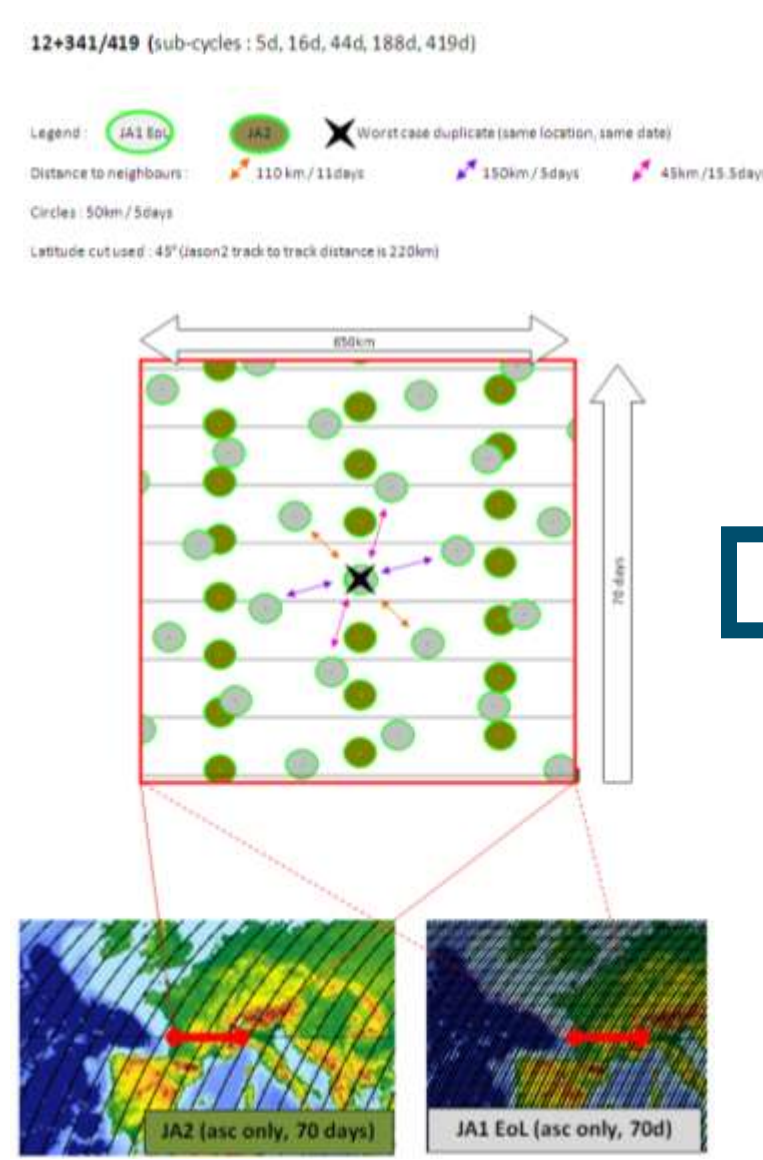 12+341/419 (sub-cycles : 5d, 16d, 44d, 188d, 419d)
Legend : JA1 EoL JA2 Worst case duplicate (same location, same date)
Distance to neighbours : 110 km / 11days 150km / 5days 45km /15.5days
Circles : 50km / 5days
Latitude cut used : 45° (Jason2 track to track distance is 220km)
650km
70 days
JA2 (asc only, 70 days)
JA1 EoL (asc only, 70d)